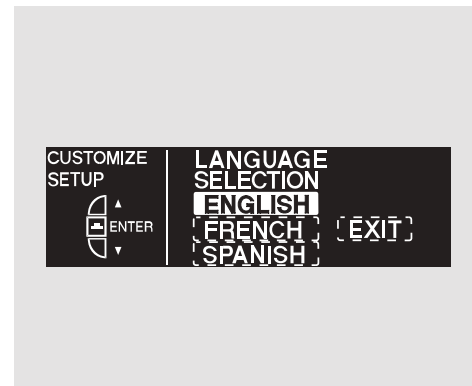 CUSTOMIZE
SETUP
ENTER
LANGUAGE
SELECTION
ENGLISH
FRENCH
EXIT
SPANISH